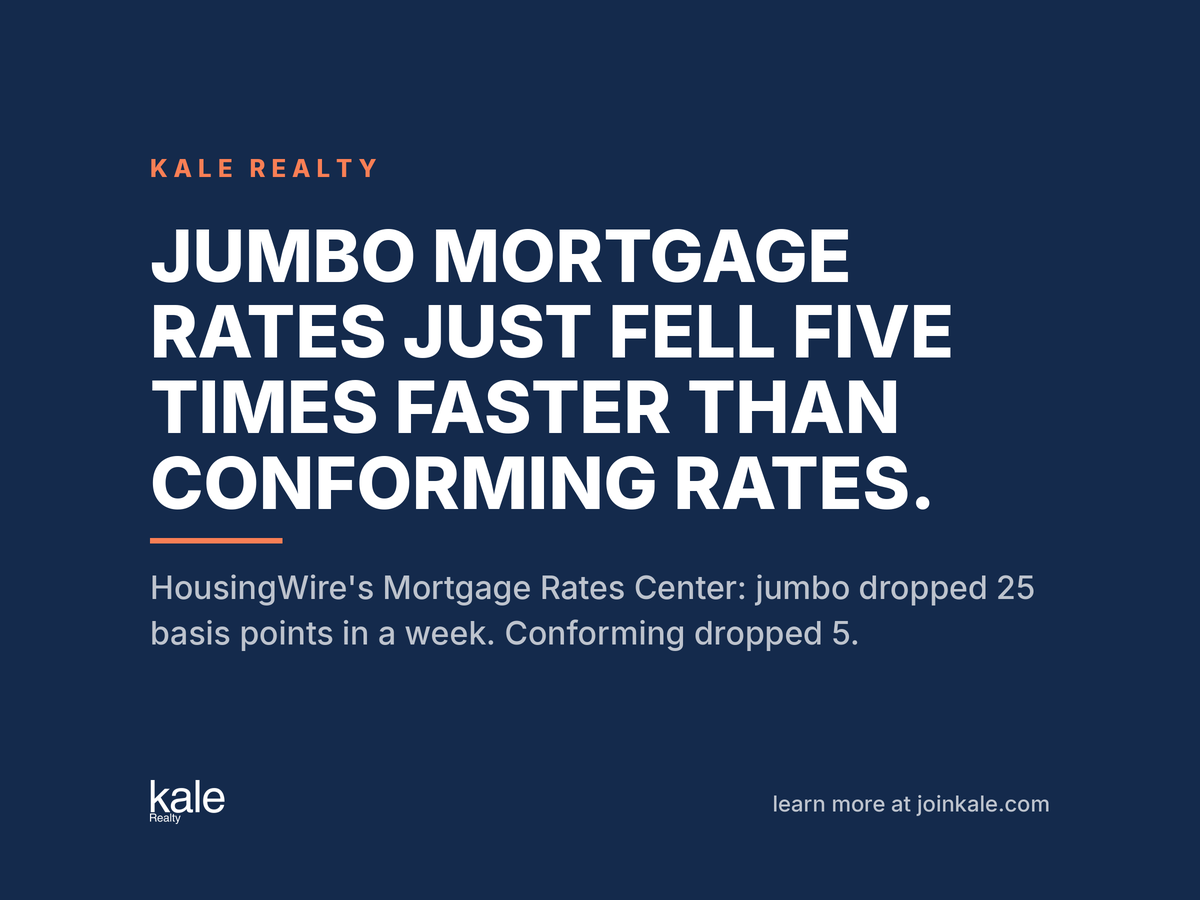 KALE REALTY
JUMBO MORTGAGE
RATES JUST FELL FIVE
TIMES FASTER THAN
CONFORMING RATES.
HousingWire's Mortgage Rates Center: jumbo dropped 25
basis points in a week. Conforming dropped 5.
kale
Realty
learn more at joinkale.com